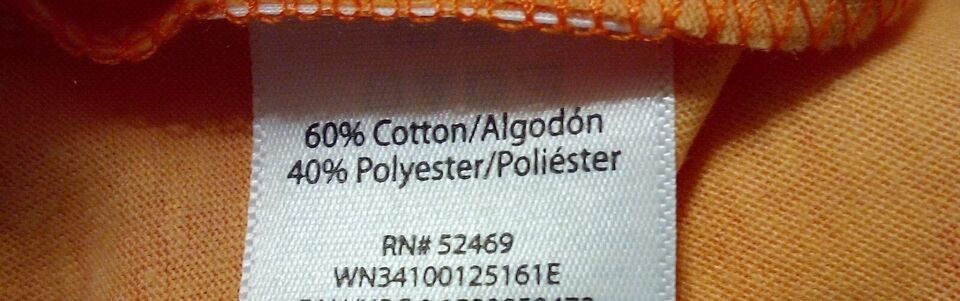 60% Cotton/Algodón
40% Polyester/Poliéster
RN# 52469
WN34100125161E